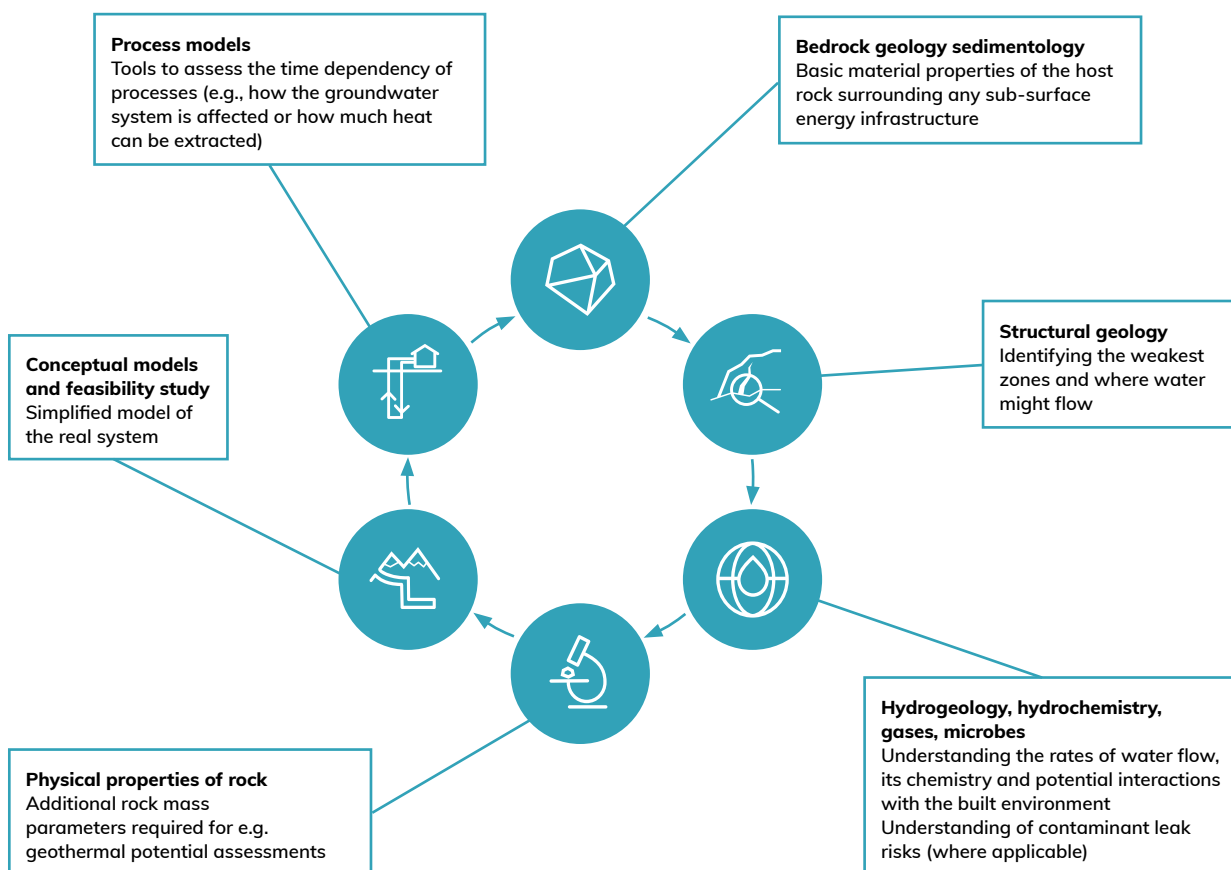 Process models
Tools to assess the time dependency of
processes (e.g., how the groundwater
system is affected or how much heat
can be extracted)
Bedrock geology sedimentology
Basic material properties of the host
rock surrounding any sub-surface
energy infrastructure
Structural geology
Identifying the weakest
zones and where water
might flow
Hydrogeology, hydrochemistry,
gases, microbes
Understanding the rates of water flow,
its chemistry and potential interactions
with the built environment
Understanding of contaminant leak
risks (where applicable)
Physical properties of rock
Additional rock mass
parameters required for e.g.
geothermal potential assessments
Conceptual models
and feasibility study
Simplified model of
the real system